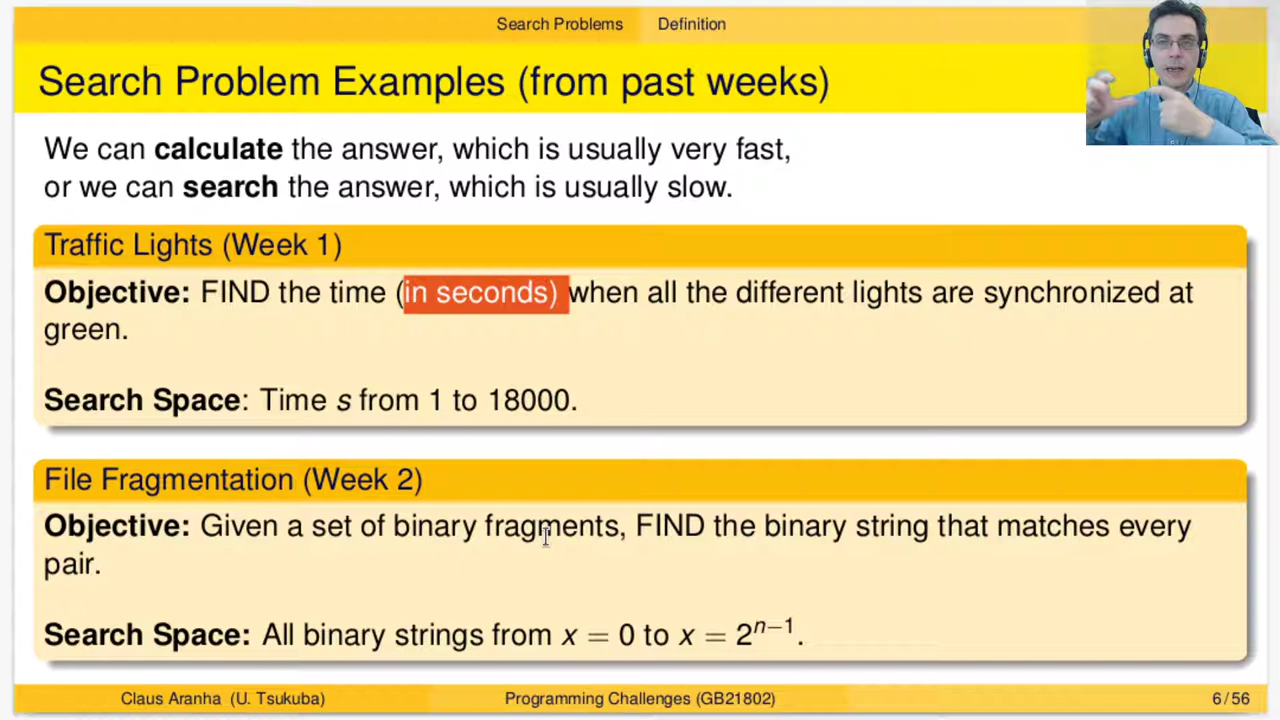 Search Problems Definition
Search Problem Examples (from past weeks)
We can calculate the answer, which is usually very fast,
or we can search the answer, which is usually slow.
Traffic Lights (Week 1)
Objective: FIND the time (in seconds) when all the different lights are synchronized at
green.
Search Space: Time s from 1 to 18000.
File Fragmentation (Week 2)
Objective: Given a set of binary fragments, FIND the binary string that matches every
pair.
Search Space: All binary strings from x = 0 to x = 2ⁿ⁻¹.
Claus Aranha (U. Tsukuba) Programming Challenges (GB21802) 6 / 56